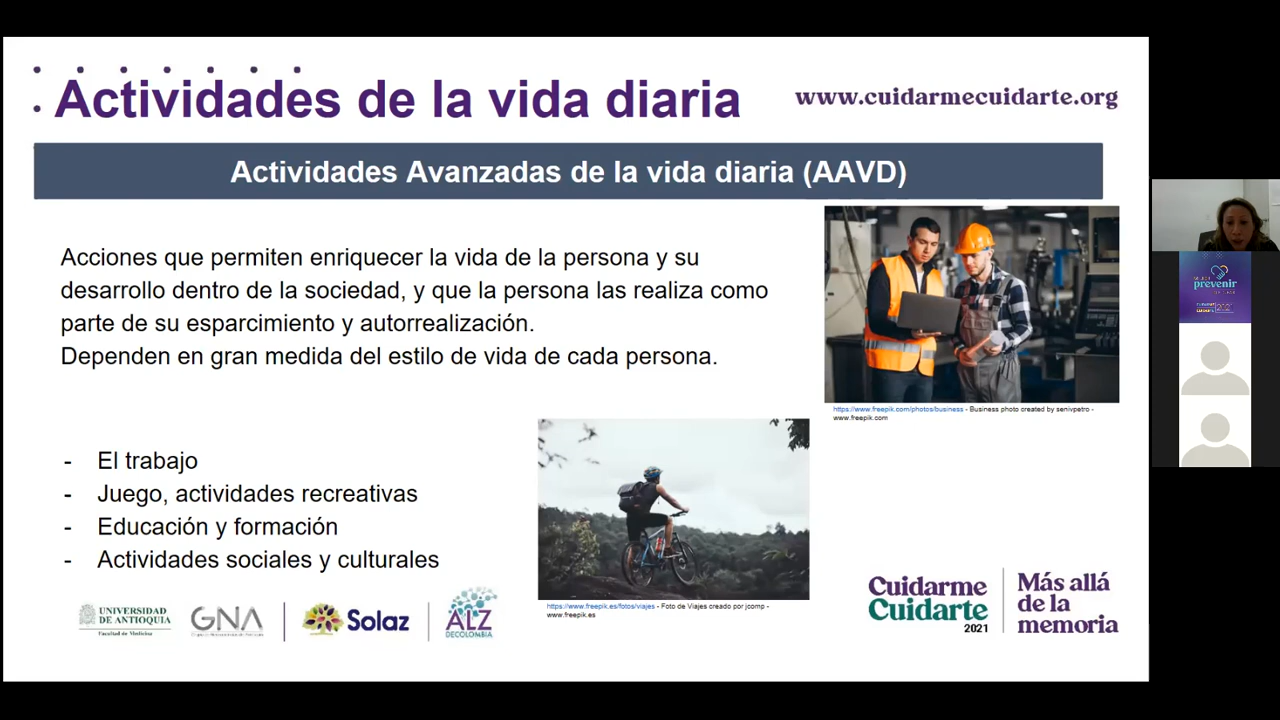 Actividades de la vida diaria
www.cuidarmecuidarte.org
Actividades Avanzadas de la vida diaria (AAVD)
Acciones que permiten enriquecer la vida de la persona y su
desarrollo dentro de la sociedad, y que la persona las realiza como
parte de su esparcimiento y autorrealización.
Dependen en gran medida del estilo de vida de cada persona.
https://www.freepik.com/photos/business - Business photo created by senivpetro -
www.freepik.com
- El trabajo
- Juego, actividades recreativas
- Educación y formación
- Actividades sociales y culturales
https://www.freepik.es/fotos/viajes - Foto de Viajes creado por jcomp -
www.freepik.es
UNIVERSIDAD
DE ANTIOQUIA
Facultad de Medicina
GNA
Solaz
ALZ
DECOLOMBIA
Cuidarme
Cuidarte
2021
Más allá
de la
memoria
prevenir